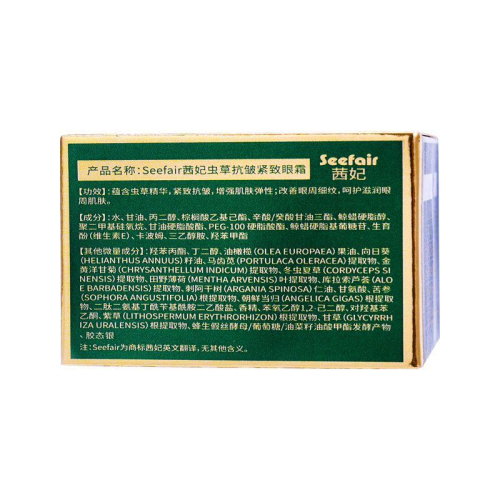 产品名称:Seefair茜妃虫草抗皱紧致眼霜
Seefair
茜妃
[功效]:蕴含虫草精华,紧致抗皱,增强肌肤弹性;改善眼周细纹,呵护滋润眼
周肌肤。
[成分]:水、甘油、丙二醇、棕榈酸乙基己酯、辛酸/癸酸甘油三酯、鲸蜡硬脂醇、
聚二甲基硅氧烷、甘油硬脂酸酯、PEG-100硬脂酸酯、鲸蜡硬脂基葡糖苷、生育
酚(维生素E)、卡波姆、三乙醇胺、羟苯甲酯
[其他微量成分]:羟苯丙酯、丁二醇、油橄榄(OLEA EUROPAEA)果油、向日葵
(HELIANTHUS ANNUUS)籽油、马齿苋(PORTULACA OLERACEA)提取物、金
黄洋甘菊(CHRYSANTHELLUM INDICUM)提取物、冬虫夏草(CORDYCEPS SI
NENSIS)提取物、田野薄荷(MENTHA ARVENSIS)叶提取物、库拉索芦荟(ALO
E BARBADENSIS)提取物、刺阿干树(ARGANIA SPINOSA)仁油、甘氨酸、苦参
(SOPHORA ANGUSTIFOLIA)根提取物、朝鲜当归(ANGELICA GIGAS)根提取
物、二肽二氨基丁酰苄基酰胺二乙酸盐、香精、苯氧乙醇、1,2-己二醇、对羟基苯
乙酮、紫草(LITHOSPERMUM ERYTHRORHIZON)根提取物、甘草(GLYCYRR
HIZA URALENSIS)根提取物、蜂生假丝酵母/葡萄糖/油菜籽油酸甲酯发酵产物
、胶态银
注:Seefair为商标茜妃英文翻译,无其他含义。